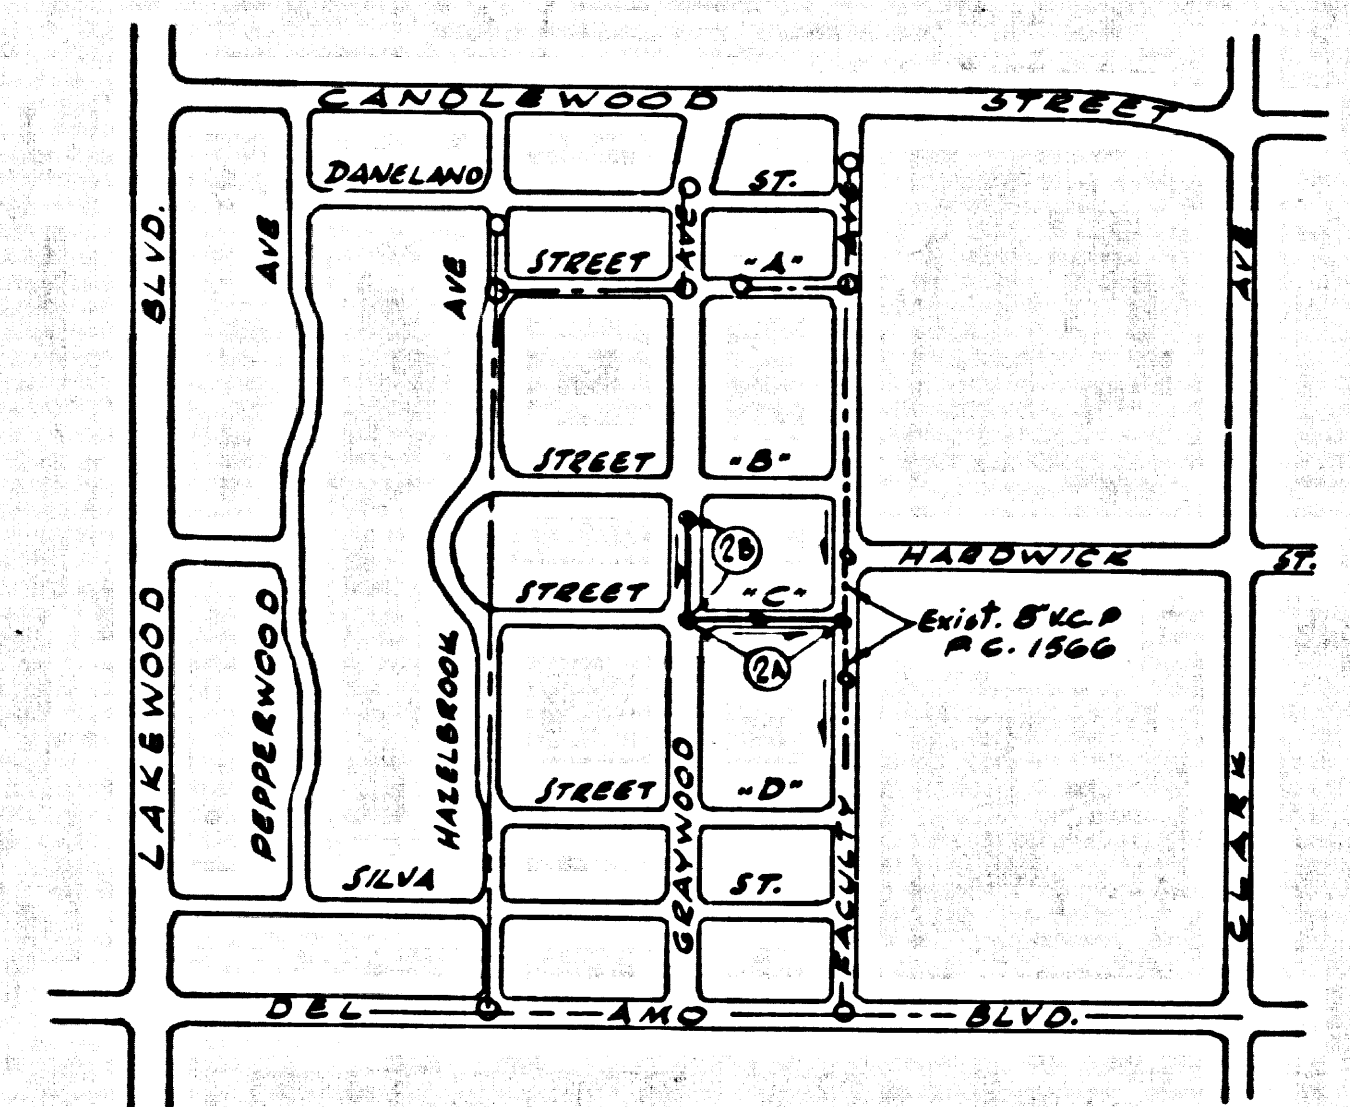 CANDLEWOOD STREET
DANELAND ST.
LAKEWOOD BLVD.
PEPPERWOOD AVE
HAZELBROOK AVE
GRAYWOOD AVE
FACULTY AVE
CLARK AVE
STREET "A"
STREET "B"
2B
HARDWICK ST.
STREET "C"
Exist. 8" V.C.P
P.C. 1566
2A
STREET "D"
SILVA ST.
DEL AMO BLVD.